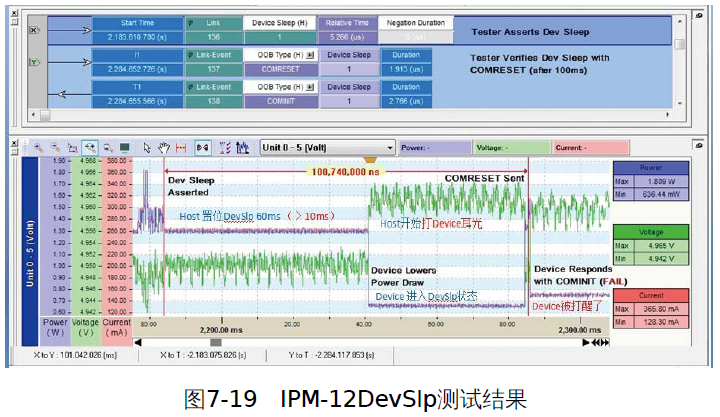 Start Time Link Device Sleep (H) Relative Time Negation Duration
2.183.610.700 (s) 136 1 5.266 (us)
Tester Asserts Dev Sleep
I1 Link-Event OOB Type (H) Device Sleep Duration
2.284.652.726 (s) 137 COMRESET 1 1.913 (us)
Tester Verifies Dev Sleep with
COMRESET (after 100ms)
T1 Link-Event OOB Type (H) Device Sleep Duration
2.284.655.566 (s) 138 COMINIT 1 2.766 (us)
Unit 0 - 5 (Volt) Power: - Voltage: - Current: -
100,740,000 ns
Dev Sleep
Asserted
COMRESET Sent
Host 置位DevSlp 60ms（＞10ms）
Host开始打Device耳光
Device Lowers
Power Draw
Device 进入DevSlp状态
Device Responds
with COMINIT (FAIL)
Device被打醒了
Unit 0 - 5 (Volt)
1.90 4.968 380.00
1.80 4.966 360.00
1.70 4.964 340.00
1.60 4.962 320.00
1.50 4.960 300.00
1.40 4.958 280.00
1.30 4.956 260.00
1.20 4.954 240.00
1.10 4.952 220.00
1.00 4.950 200.00
0.90 4.948 180.00
0.80 4.946 160.00
0.70 4.944 140.00
0.60 4.942 120.00
Power Voltage Current
(W) (V) (mA)
80.00 20.00 40.00 60.00 80.00
2,200.00 ms 2,300.00 ms
Power
Max 1.809 W
Min 636.44 mW
Voltage
Max 4.965 V
Min 4.942 V
Current
Max 365.80 mA
Min 128.30 mA
X to Y : 101.042.026 (ms) X to T : -2.183.075.826 (s) Y to T : -2.284.117.853 (s)
图7-19 IPM-12DevSlp测试结果